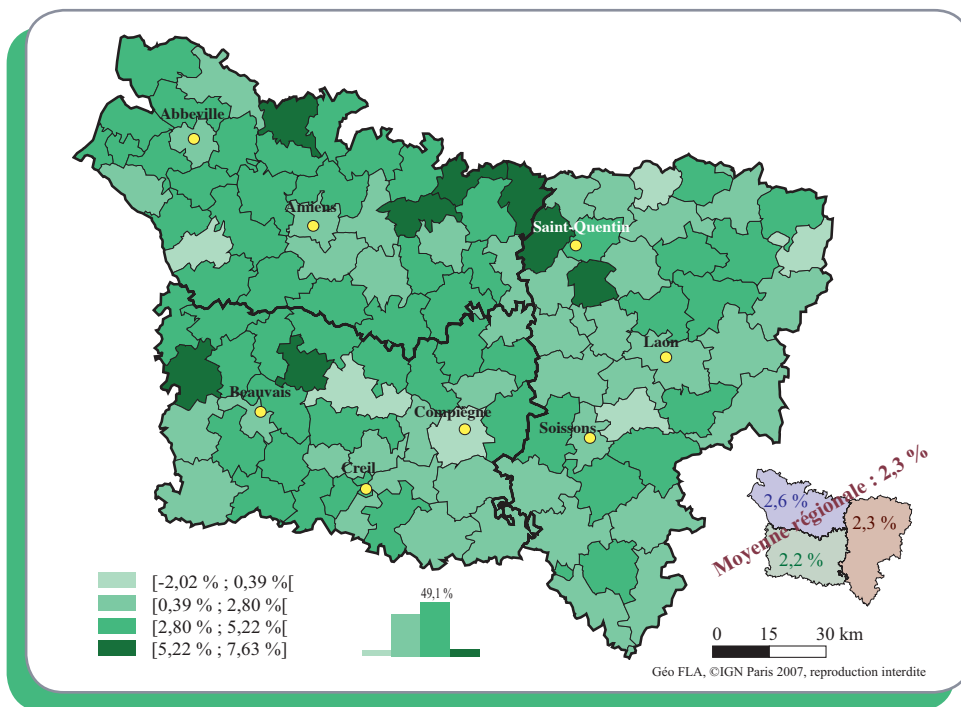 Abbeville
Amiens
Saint-Quentin
Laon
Beauvais
Compiègne
Soissons
Creil
Moyenne régionale : 2,3 %
2,6 %
2,3 %
2,2 %
[-2,02 % ; 0,39 %[
[0,39 % ; 2,80 %[
[2,80 % ; 5,22 %[
[5,22 % ; 7,63 %]
49,1 %
0 15 30 km
Géo FLA, ©IGN Paris 2007, reproduction interdite